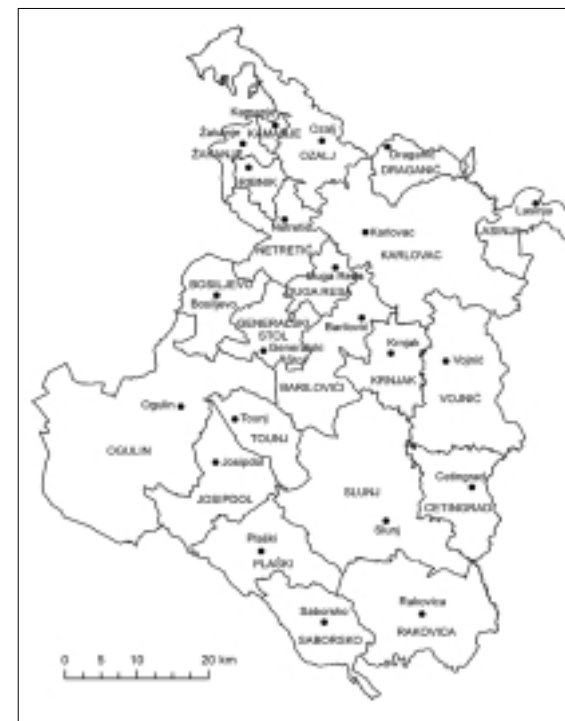 Kamanje
KAMANJE
Ozalj
OZALJ
Žakanje
ŽAKANJE
RIBNIK
Draganić
DRAGANIĆ
Lasinja
LASINJA
Netretić
NETRETIĆ
Karlovac
KARLOVAC
Duga Resa
DUGA RESA
BOSILJEVO
Bosiljevo
GENERALSKI
STOL
Generalski
Stol
Barilović
BARILOVIĆI
Krnjak
KRNJAK
Vojnić
VOJNIĆ
Ogulin
OGULIN
Tounj
TOUNJ
Josipdol
JOSIPDOL
SLUNJ
Slunj
Cetingrad
CETINGRAD
Plaški
PLAŠKI
Saborsko
SABORSKO
Rakovica
RAKOVICA
0 10 20 km